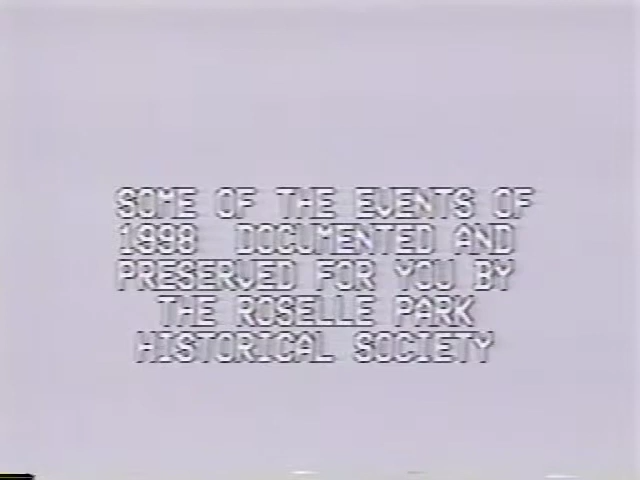 SOME OF THE EVENTS OF
1998 DOCUMENTED AND
PRESERVED FOR YOU BY
THE ROSELLE PARK
HISTORICAL SOCIETY